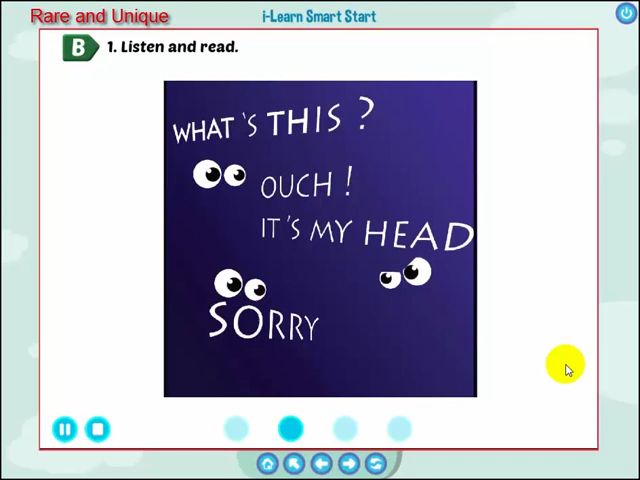 Rare and Unique
i-Learn Smart Start
B 1. Listen and read.
WHAT'S THIS?
OUCH!
IT'S MY HEAD
SORRY